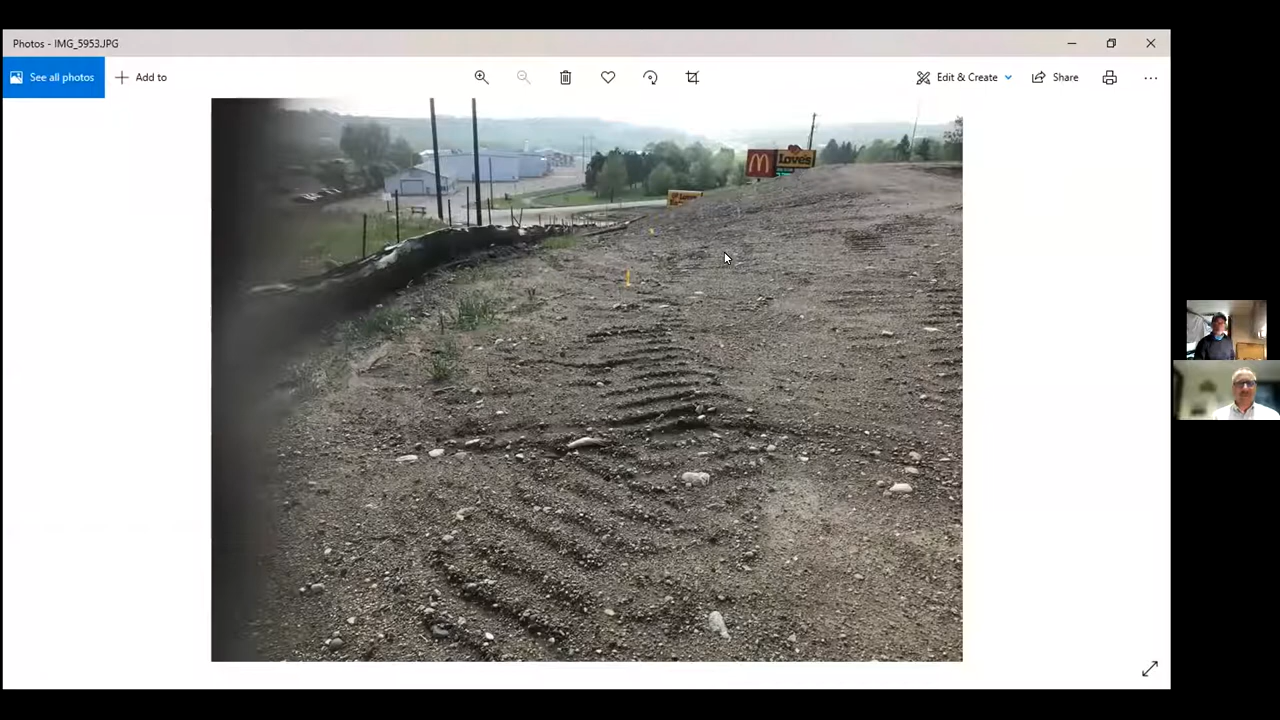 Photos - IMG_5953.JPG
See all photos
Add to
Edit & Create
Share
Love's